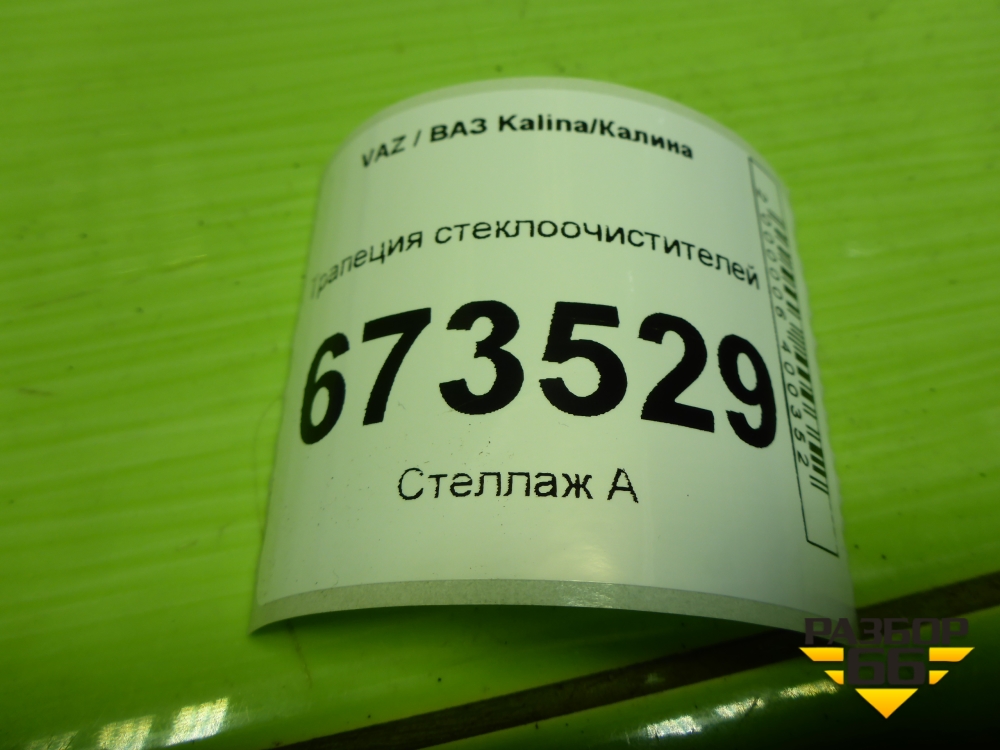 VAZ / ВАЗ Kalina/Калина
Трапеция стеклоочистителей
673529
Стеллаж А
2000006400352
РАЗБОР
66